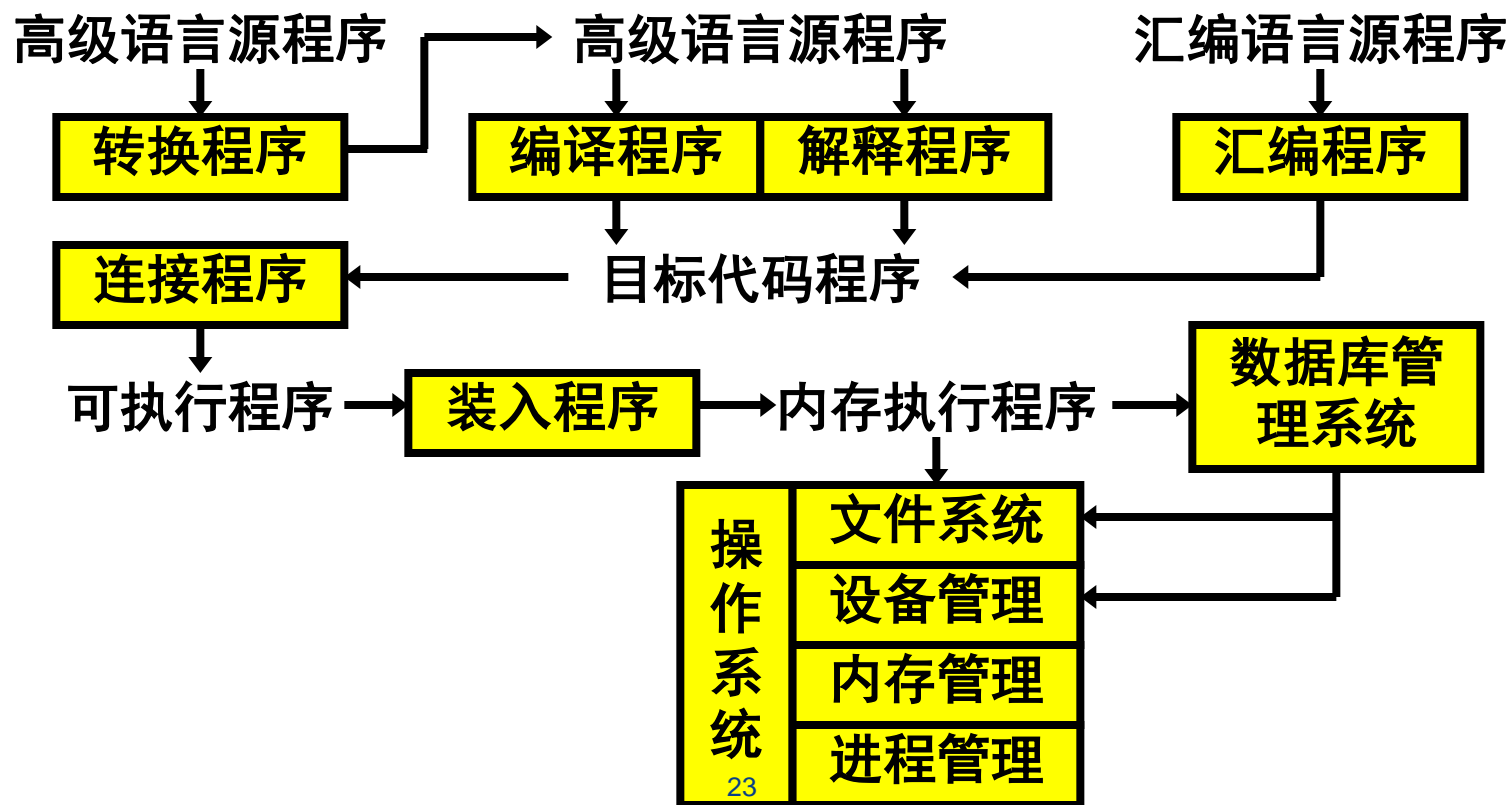 高级语言源程序
高级语言源程序
汇编语言源程序
转换程序
编译程序
解释程序
汇编程序
连接程序
目标代码程序
可执行程序
装入程序
内存执行程序
数据库管
理系统
操
作
系
统
文件系统
设备管理
内存管理
进程管理
23